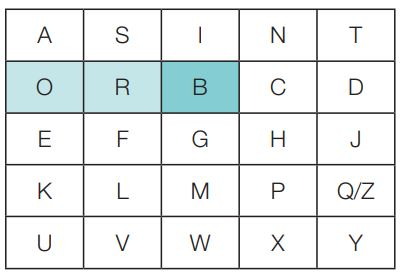 A S I N T
O R B C D
E F G H J
K L M P Q/Z
U V W X Y